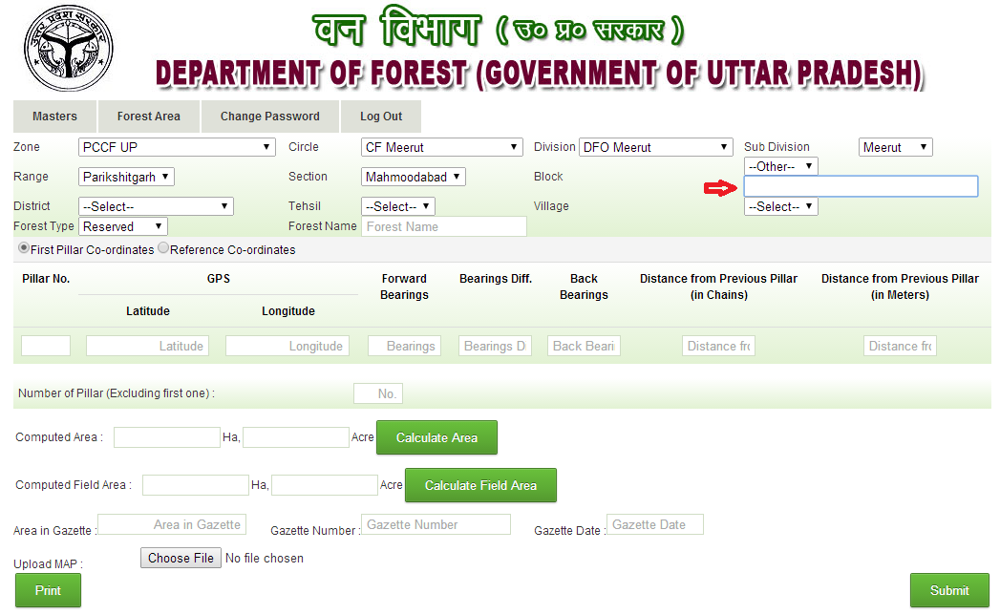 उत्तर प्रदेश सरकार
वन विभाग ( उ० प्र० सरकार )
DEPARTMENT OF FOREST (GOVERNMENT OF UTTAR PRADESH)
Masters Forest Area Change Password Log Out
Zone PCCF UP Circle CF Meerut Division DFO Meerut Sub Division Meerut
Range Parikshitgarh Section Mahmoodabad Block --Other--
District --Select-- Tehsil --Select-- Village --Select--
Forest Type Reserved Forest Name Forest Name
First Pillar Co-ordinates Reference Co-ordinates
Pillar No. GPS Forward Bearings Diff. Back Distance from Previous Pillar Distance from Previous Pillar
Bearings Bearings (in Chains) (in Meters)
Latitude Longitude
Latitude Longitude Bearings Bearings D Back Beari Distance fro Distance fro
Number of Pillar (Excluding first one) : No.
Computed Area : Ha, Acre Calculate Area
Computed Field Area : Ha, Acre Calculate Field Area
Area in Gazette : Area in Gazette Gazette Number : Gazette Number Gazette Date : Gazette Date
Upload MAP : Choose File No file chosen
Print Submit